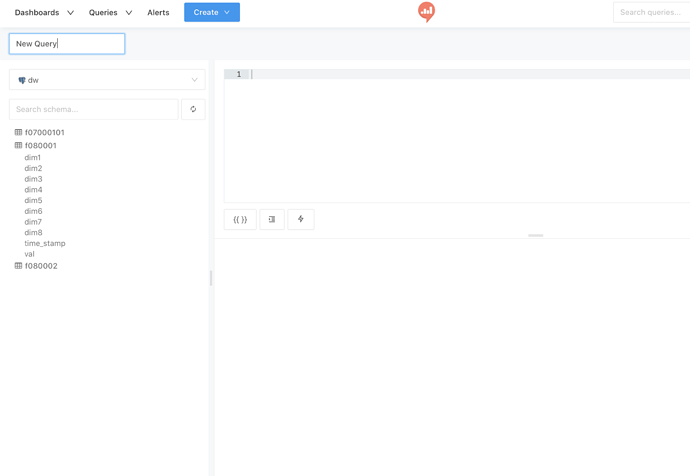 Dashboards Queries Alerts Create Search queries...
New Query
dw
Search schema...
1
f07000101
f080001
dim1
dim2
dim3
dim4
dim5
dim6
dim7
dim8
time_stamp
val
f080002
{{ }}